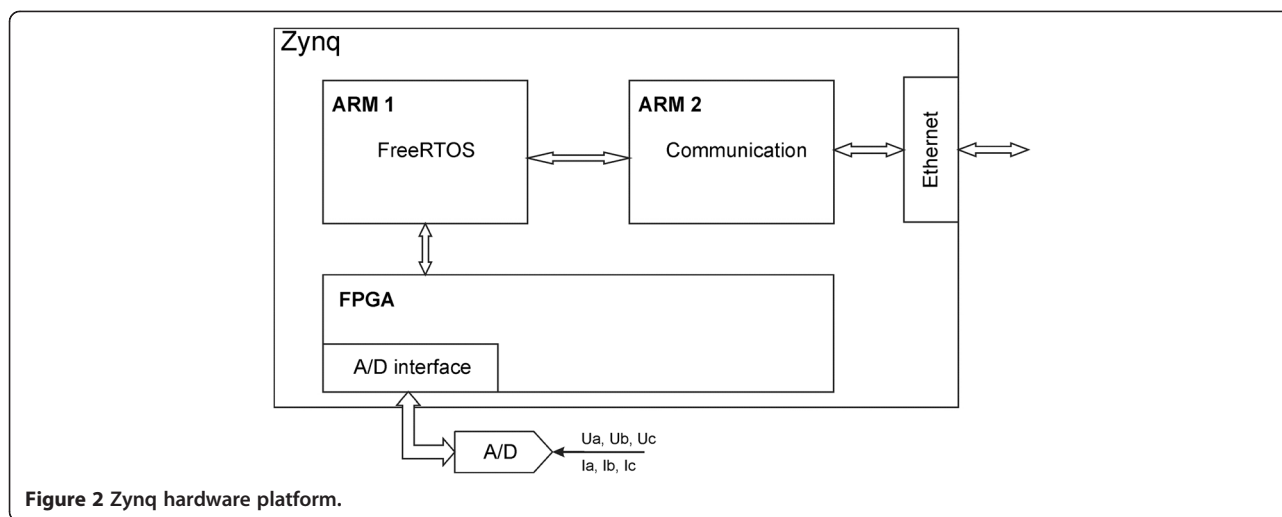 Zynq
ARM 1
FreeRTOS
ARM 2
Communication
Ethernet
FPGA
A/D interface
A/D
Ua, Ub, Uc
Ia, Ib, Ic
Figure 2 Zynq hardware platform.